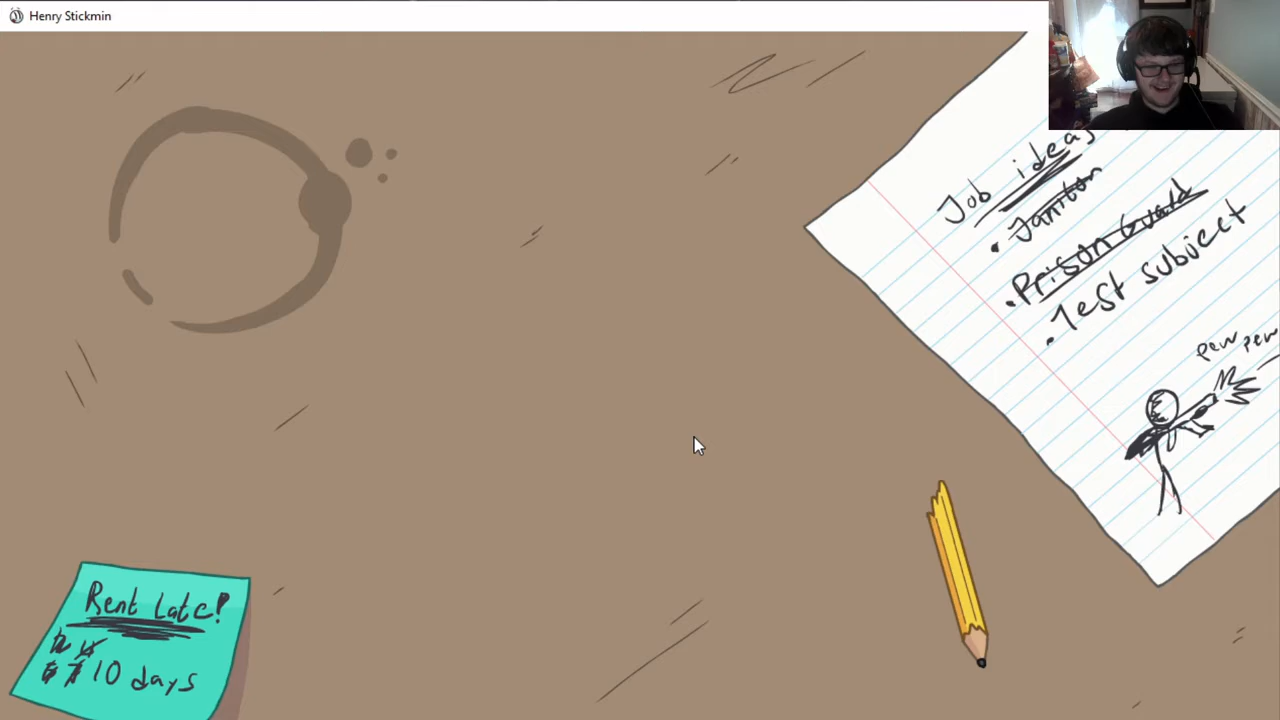 Henry Stickmin
Job ideas
• Janitor
• Prison Guard
• Test subject
pew pew
Rent Late!
10 days